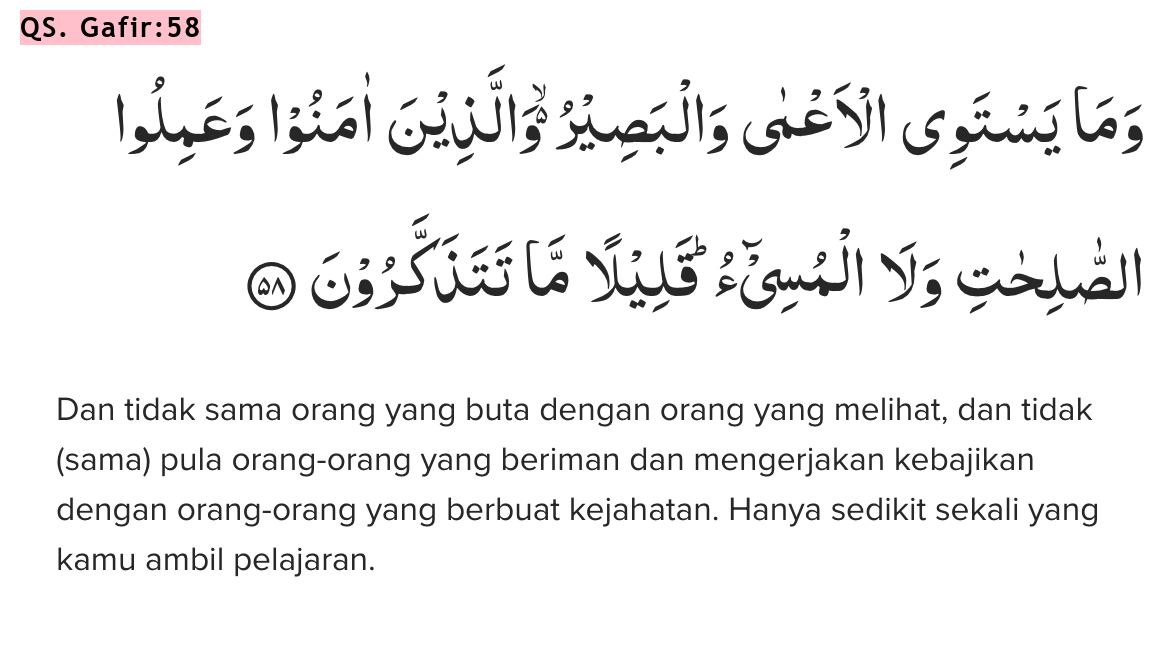 QS. Gafir:58
وَمَا يَسْتَوِى الْاَعْمٰى وَالْبَصِيْرُ ەۙ وَالَّذِيْنَ اٰمَنُوْا وَعَمِلُوا
الصّٰلِحٰتِ وَلَا الْمُسِيْۤءُ ۗقَلِيْلًا مَّا تَتَذَكَّرُوْنَ ۝٥٨
Dan tidak sama orang yang buta dengan orang yang melihat, dan tidak
(sama) pula orang-orang yang beriman dan mengerjakan kebajikan
dengan orang-orang yang berbuat kejahatan. Hanya sedikit sekali yang
kamu ambil pelajaran.